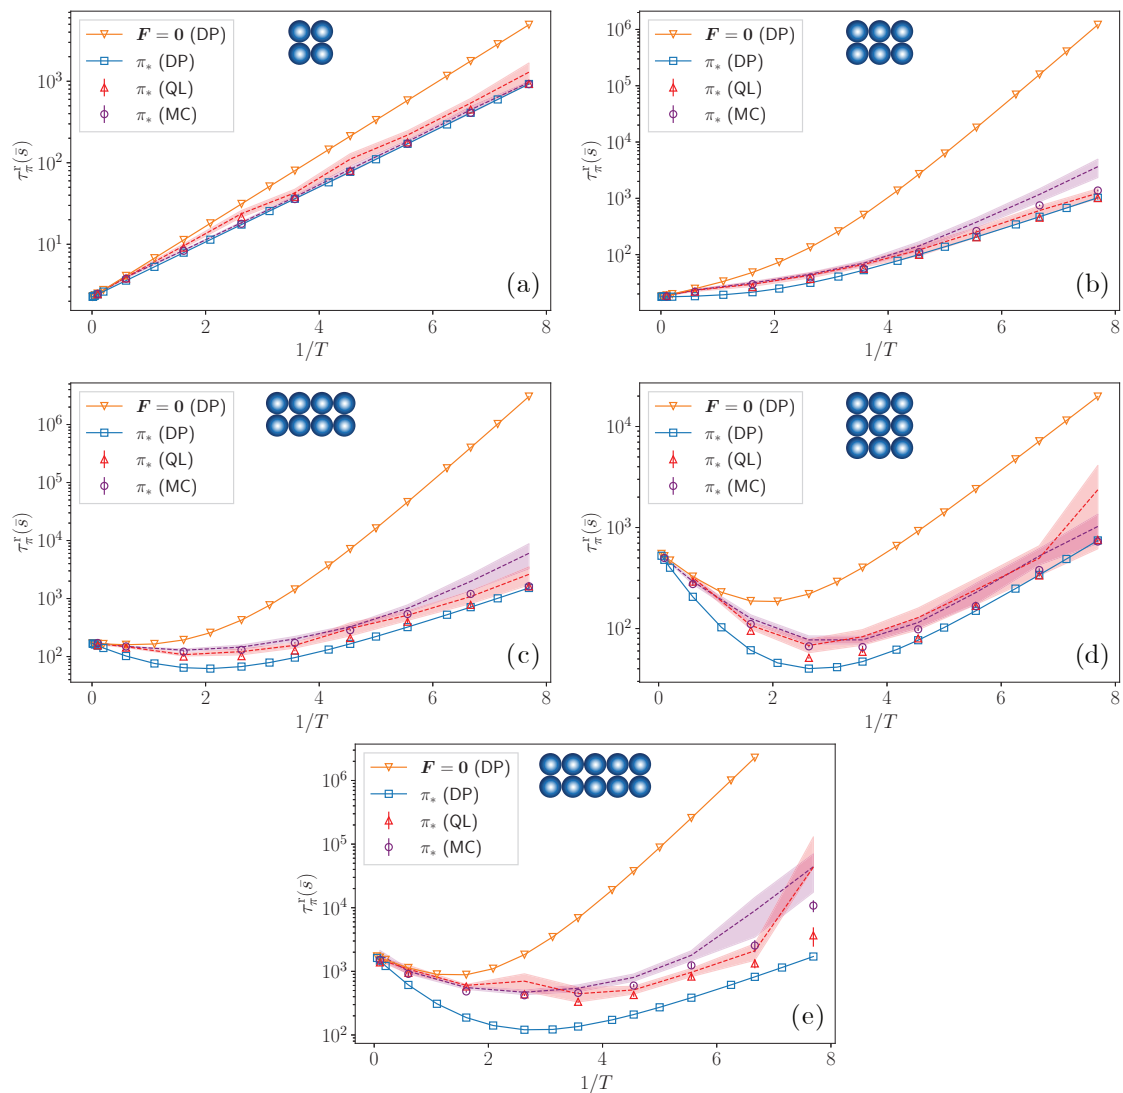 F = 0 (DP)
π* (DP)
π* (QL)
π* (MC)
10^3
10^2
10^1
τ_π^r(s̄)
(a)
0 2 4 6 8
1/T
F = 0 (DP)
π* (DP)
π* (QL)
π* (MC)
10^6
10^5
10^4
10^3
10^2
τ_π^r(s̄)
(b)
0 2 4 6 8
1/T
F = 0 (DP)
π* (DP)
π* (QL)
π* (MC)
10^6
10^5
10^4
10^3
10^2
τ_π^r(s̄)
(c)
0 2 4 6 8
1/T
F = 0 (DP)
π* (DP)
π* (QL)
π* (MC)
10^4
10^3
10^2
τ_π^r(s̄)
(d)
0 2 4 6 8
1/T
F = 0 (DP)
π* (DP)
π* (QL)
π* (MC)
10^6
10^5
10^4
10^3
10^2
τ_π^r(s̄)
(e)
0 2 4 6 8
1/T